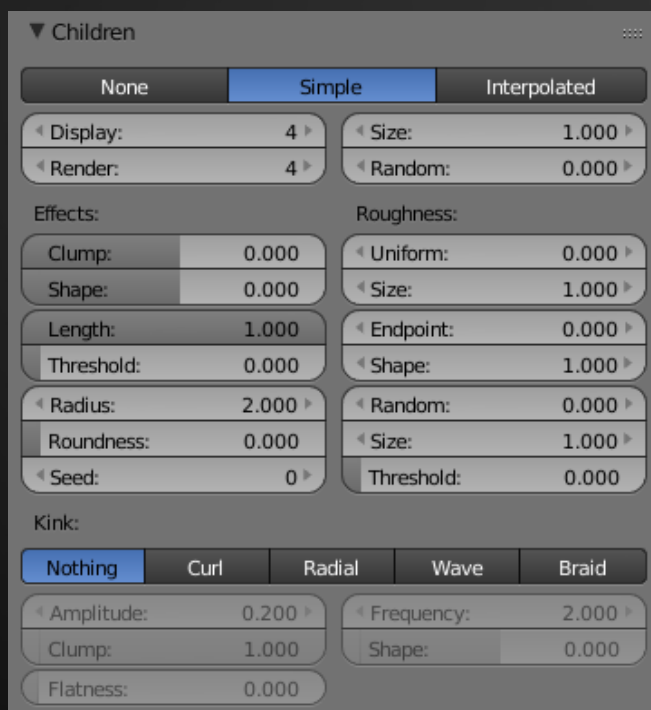 Children
None Simple Interpolated
Display: 4 Size: 1.000
Render: 4 Random: 0.000
Effects: Roughness:
Clump: 0.000 Uniform: 0.000
Shape: 0.000 Size: 1.000
Length: 1.000 Endpoint: 0.000
Threshold: 0.000 Shape: 1.000
Radius: 2.000 Random: 0.000
Roundness: 0.000 Size: 1.000
Seed: 0 Threshold: 0.000
Kink:
Nothing Curl Radial Wave Braid
Amplitude: 0.200 Frequency: 2.000
Clump: 1.000 Shape: 0.000
Flatness: 0.000